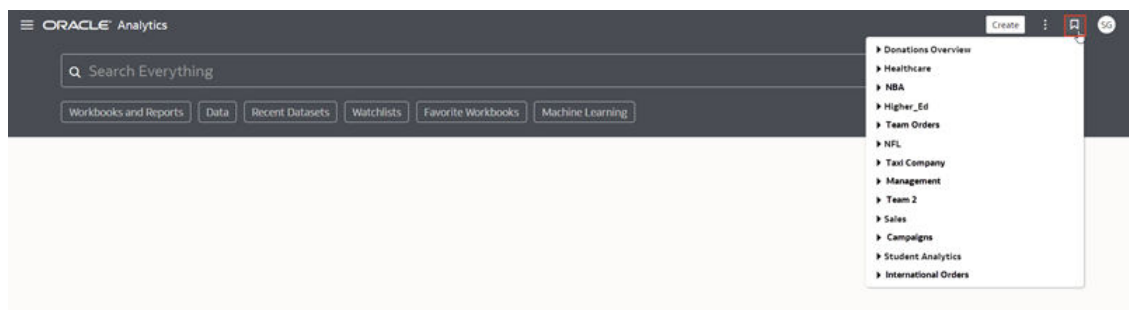 ORACLE Analytics Create SG
Search Everything
Workbooks and Reports Data Recent Datasets Watchlists Favorite Workbooks Machine Learning
Donations Overview
Healthcare
NBA
Higher_Ed
Team Orders
NFL
Taxi Company
Management
Team 2
Sales
Campaigns
Student Analytics
International Orders